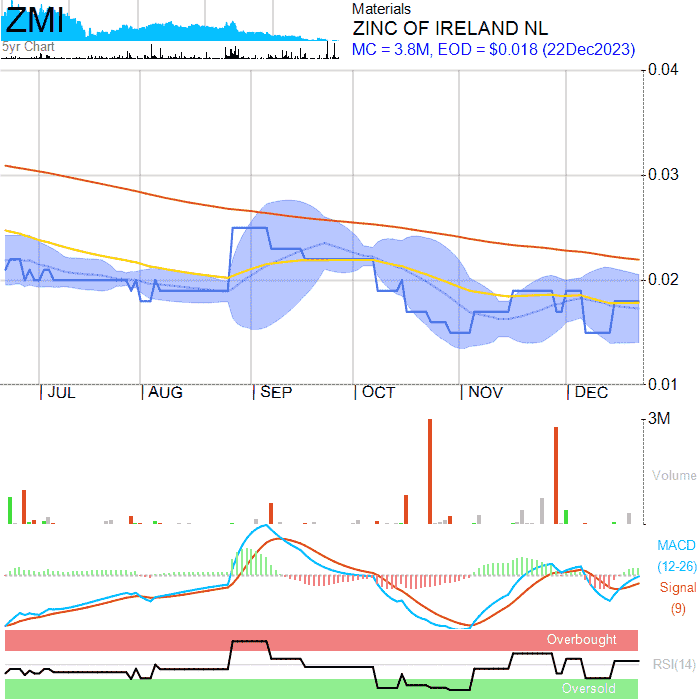 ZMI
5yr Chart
Materials
ZINC OF IRELAND NL
MC = 3.8M, EOD = $0.018 (22Dec2023)
0.04
0.03
0.02
0.01
JUL AUG SEP OCT NOV DEC
3M
Volume
MACD
(12-26)
Signal
(9)
Overbought
RSI(14)
Oversold